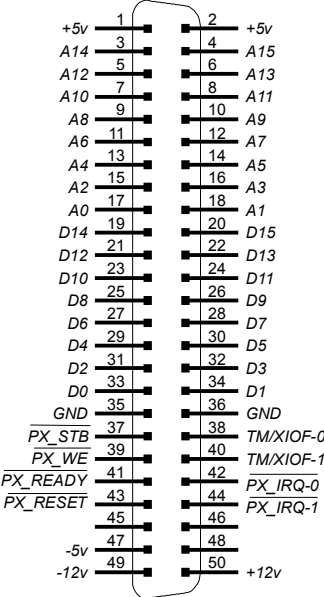 +5v 1 2 +5v
A14 3 4 A15
A12 5 6 A13
A10 7 8 A11
A8 9 10 A9
A6 11 12 A7
A4 13 14 A5
A2 15 16 A3
A0 17 18 A1
D14 19 20 D15
D12 21 22 D13
D10 23 24 D11
D8 25 26 D9
D6 27 28 D7
D4 29 30 D5
D2 31 32 D3
D0 33 34 D1
GND 35 36 GND
PX_STB 37 38 TM/XIOF-0
PX_WE 39 40 TM/XIOF-1
PX_READY 41 42 PX_IRQ-0
PX_RESET 43 44 PX_IRQ-1
45 46
-5v 47 48
-12v 49 50 +12v